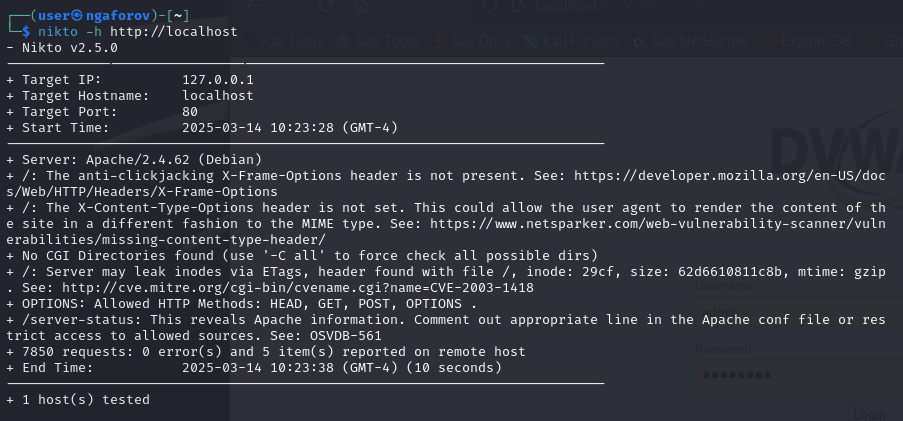 ┌──(user㉿ngaforov)-[~]
└─$ nikto -h http://localhost
- Nikto v2.5.0
+ Target IP: 127.0.0.1
+ Target Hostname: localhost
+ Target Port: 80
+ Start Time: 2025-03-14 10:23:28 (GMT-4)
+ Server: Apache/2.4.62 (Debian)
+ /: The anti-clickjacking X-Frame-Options header is not present. See: https://developer.mozilla.org/en-US/doc
s/Web/HTTP/Headers/X-Frame-Options
+ /: The X-Content-Type-Options header is not set. This could allow the user agent to render the content of th
e site in a different fashion to the MIME type. See: https://www.netsparker.com/web-vulnerability-scanner/vuln
erabilities/missing-content-type-header/
+ No CGI Directories found (use '-C all' to force check all possible dirs)
+ /: Server may leak inodes via ETags, header found with file /, inode: 29cf, size: 62d6610811c8b, mtime: gzip
. See: http://cve.mitre.org/cgi-bin/cvename.cgi?name=CVE-2003-1418
+ OPTIONS: Allowed HTTP Methods: HEAD, GET, POST, OPTIONS .
+ /server-status: This reveals Apache information. Comment out appropriate line in the Apache conf file or res
trict access to allowed sources. See: OSVDB-561
+ 7850 requests: 0 error(s) and 5 item(s) reported on remote host
+ End Time: 2025-03-14 10:23:38 (GMT-4) (10 seconds)
+ 1 host(s) tested
Kali Linux Kali Tools Kali Docs Kali Forums Kali NetHunter Exploit-DB
DVW
Username
admin
Password
Login